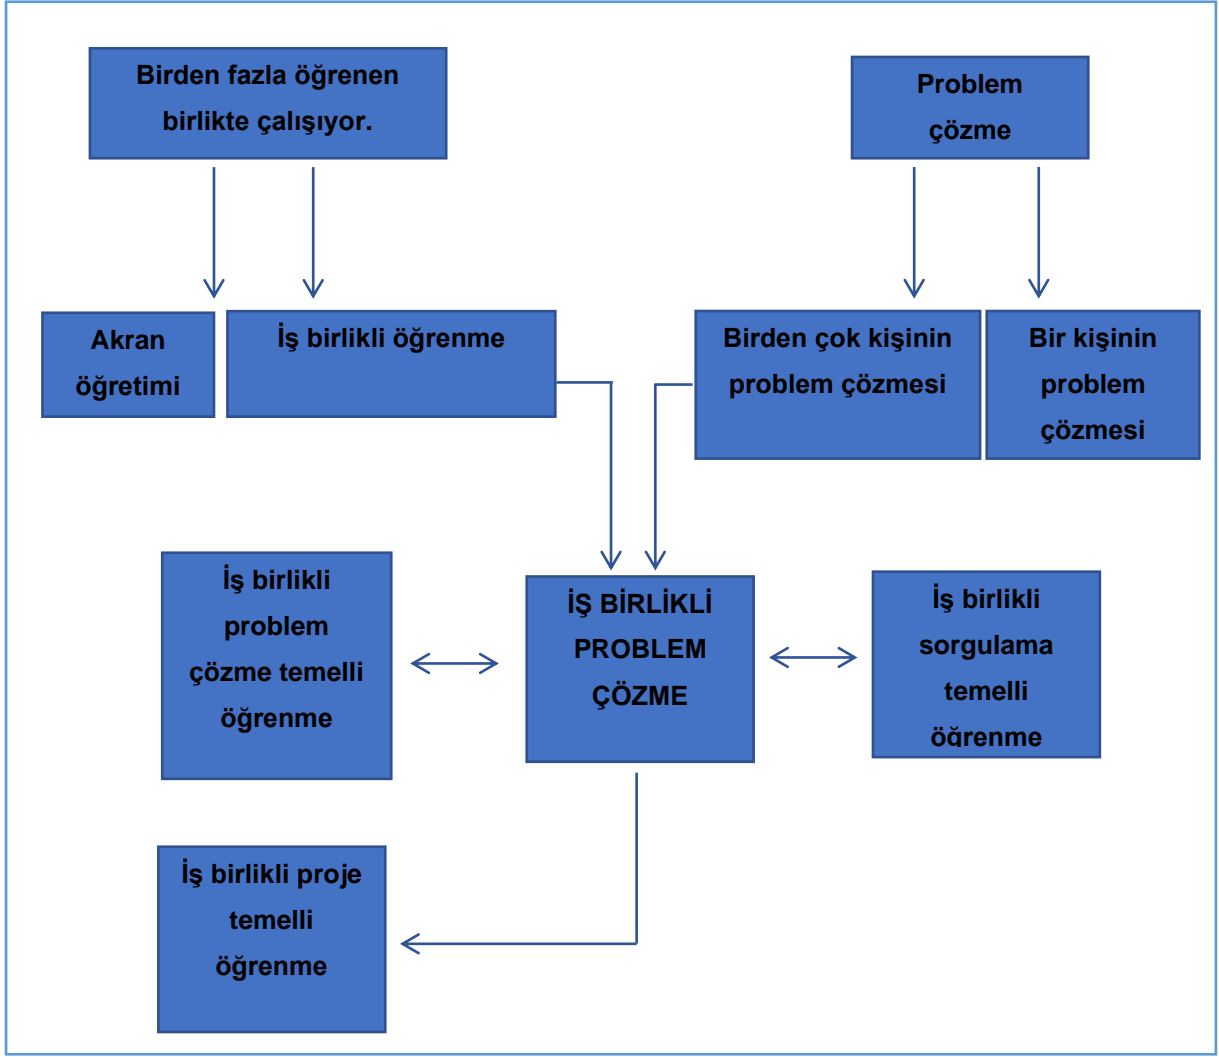 Birden fazla öğrenen
birlikte çalışıyor.
Problem
çözme
Akran
öğretimi
İş birlikli öğrenme
Birden çok kişinin
problem çözmesi
Bir kişinin
problem
çözmesi
İş birlikli
problem
çözme temelli
öğrenme
İŞ BİRLİKLİ
PROBLEM
ÇÖZME
İş birlikli
sorgulama
temelli
öğrenme
İş birlikli proje
temelli
öğrenme